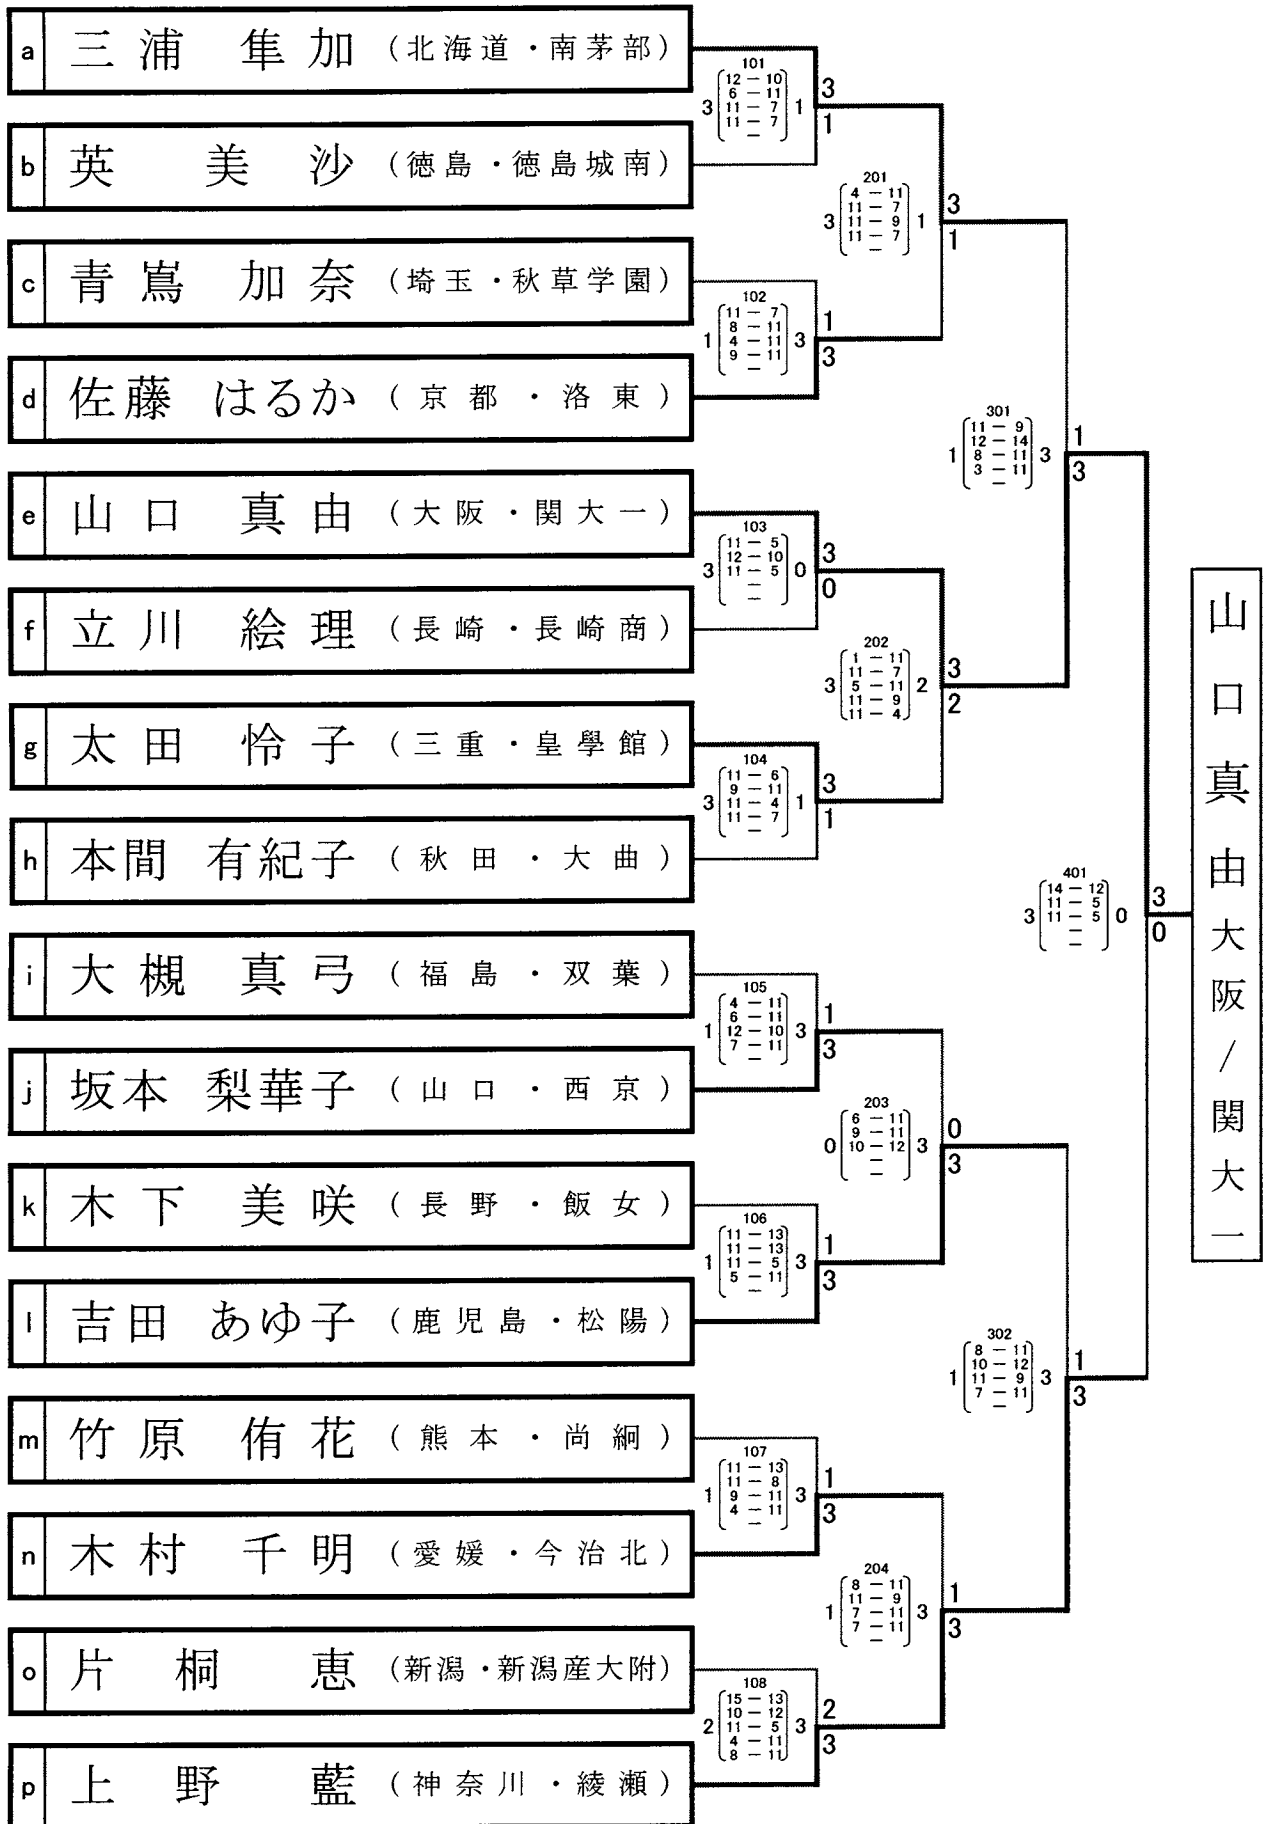 a 三浦 隼加 (北海道・南茅部)
b 英 美沙 (徳島・徳島城南)
c 青嶌 加奈 (埼玉・秋草学園)
d 佐藤 はるか (京都・洛東)
e 山口 真由 (大阪・関大一)
f 立川 絵理 (長崎・長崎商)
g 太田 怜子 (三重・皇學館)
h 本間 有紀子 (秋田・大曲)
i 大槻 真弓 (福島・双葉)
j 坂本 梨華子 (山口・西京)
k 木下 美咲 (長野・飯女)
l 吉田 あゆ子 (鹿児島・松陽)
m 竹原 侑花 (熊本・尚絅)
n 木村 千明 (愛媛・今治北)
o 片桐 恵 (新潟・新潟産大附)
p 上野 藍 (神奈川・綾瀬)
101
12 - 10
6 - 11
3 11 - 7 1
11 - 7
-
3
1
102
11 - 7
8 - 11
1 4 - 11 3
9 - 11
-
1
3
103
11 - 5
12 - 10
3 11 - 5 0
-
-
3
0
104
11 - 6
9 - 11
3 11 - 4 1
11 - 7
-
3
1
105
4 - 11
6 - 11
1 12 - 10 3
7 - 11
-
1
3
106
11 - 13
11 - 13
1 11 - 5 3
5 - 11
-
1
3
107
11 - 13
11 - 8
1 9 - 11 3
4 - 11
-
1
3
108
15 - 13
10 - 12
2 11 - 5 3
4 - 11
8 - 11
2
3
201
4 - 11
11 - 7
3 11 - 9 1
11 - 7
-
3
1
202
1 - 11
11 - 7
3 5 - 11 2
11 - 9
11 - 4
3
2
203
6 - 11
9 - 11
0 10 - 12 3
-
-
0
3
204
8 - 11
11 - 9
1 7 - 11 3
7 - 11
-
1
3
301
11 - 9
12 - 14
1 8 - 11 3
3 - 11
-
1
3
302
8 - 11
10 - 12
1 11 - 9 3
7 - 11
-
1
3
401
14 - 12
11 - 5
3 11 - 5 0
-
-
3
0
山口真由大阪/関大一